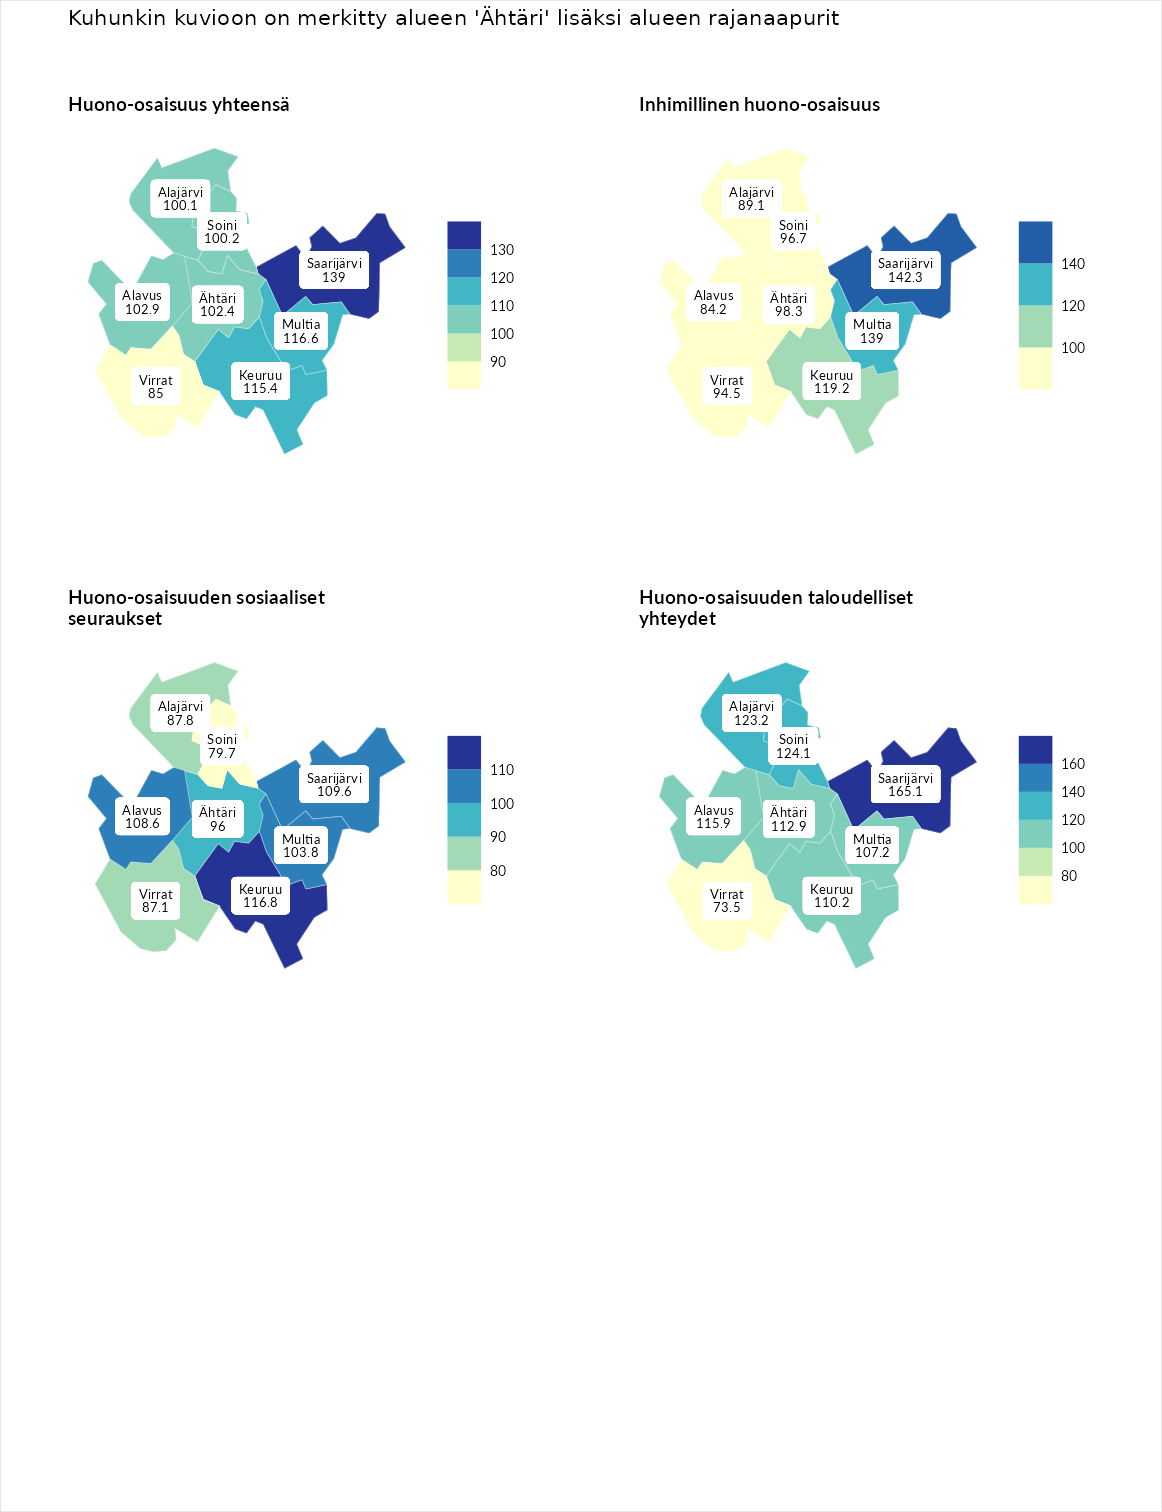 Kuhunkin kuvioon on merkitty alueen 'Ähtäri' lisäksi alueen rajanaapurit
Huono-osaisuus yhteensä
Alajärvi
100.1
Soini
100.2
Saarijärvi
139
Alavus
102.9
Ähtäri
102.4
Multia
116.6
Virrat
85
Keuruu
115.4
130
120
110
100
90
Inhimillinen huono-osaisuus
Alajärvi
89.1
Soini
96.7
Saarijärvi
142.3
Alavus
84.2
Ähtäri
98.3
Multia
139
Virrat
94.5
Keuruu
119.2
140
120
100
Huono-osaisuuden sosiaaliset
seuraukset
Alajärvi
87.8
Soini
79.7
Saarijärvi
109.6
Alavus
108.6
Ähtäri
96
Multia
103.8
Virrat
87.1
Keuruu
116.8
110
100
90
80
Huono-osaisuuden taloudelliset
yhteydet
Alajärvi
123.2
Soini
124.1
Saarijärvi
165.1
Alavus
115.9
Ähtäri
112.9
Multia
107.2
Virrat
73.5
Keuruu
110.2
160
140
120
100
80